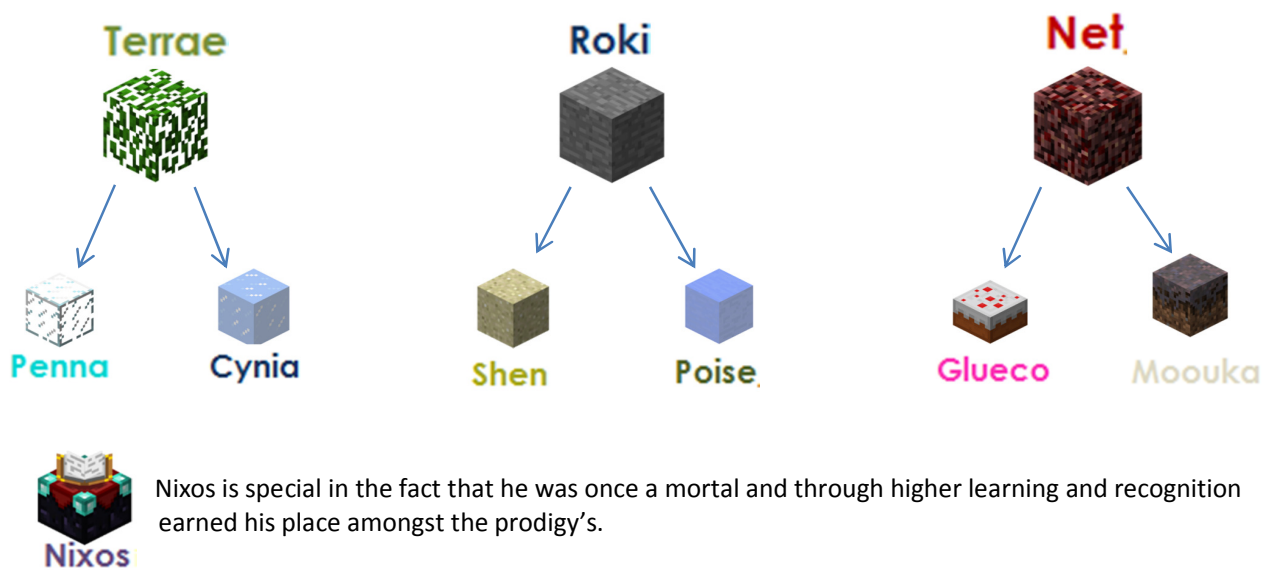 Terrae Roki Net
Penna Cynia Shen Poise Glueco Moouka
Nixos is special in the fact that he was once a mortal and through higher learning and recognition
earned his place amongst the prodigy’s.
Nixos